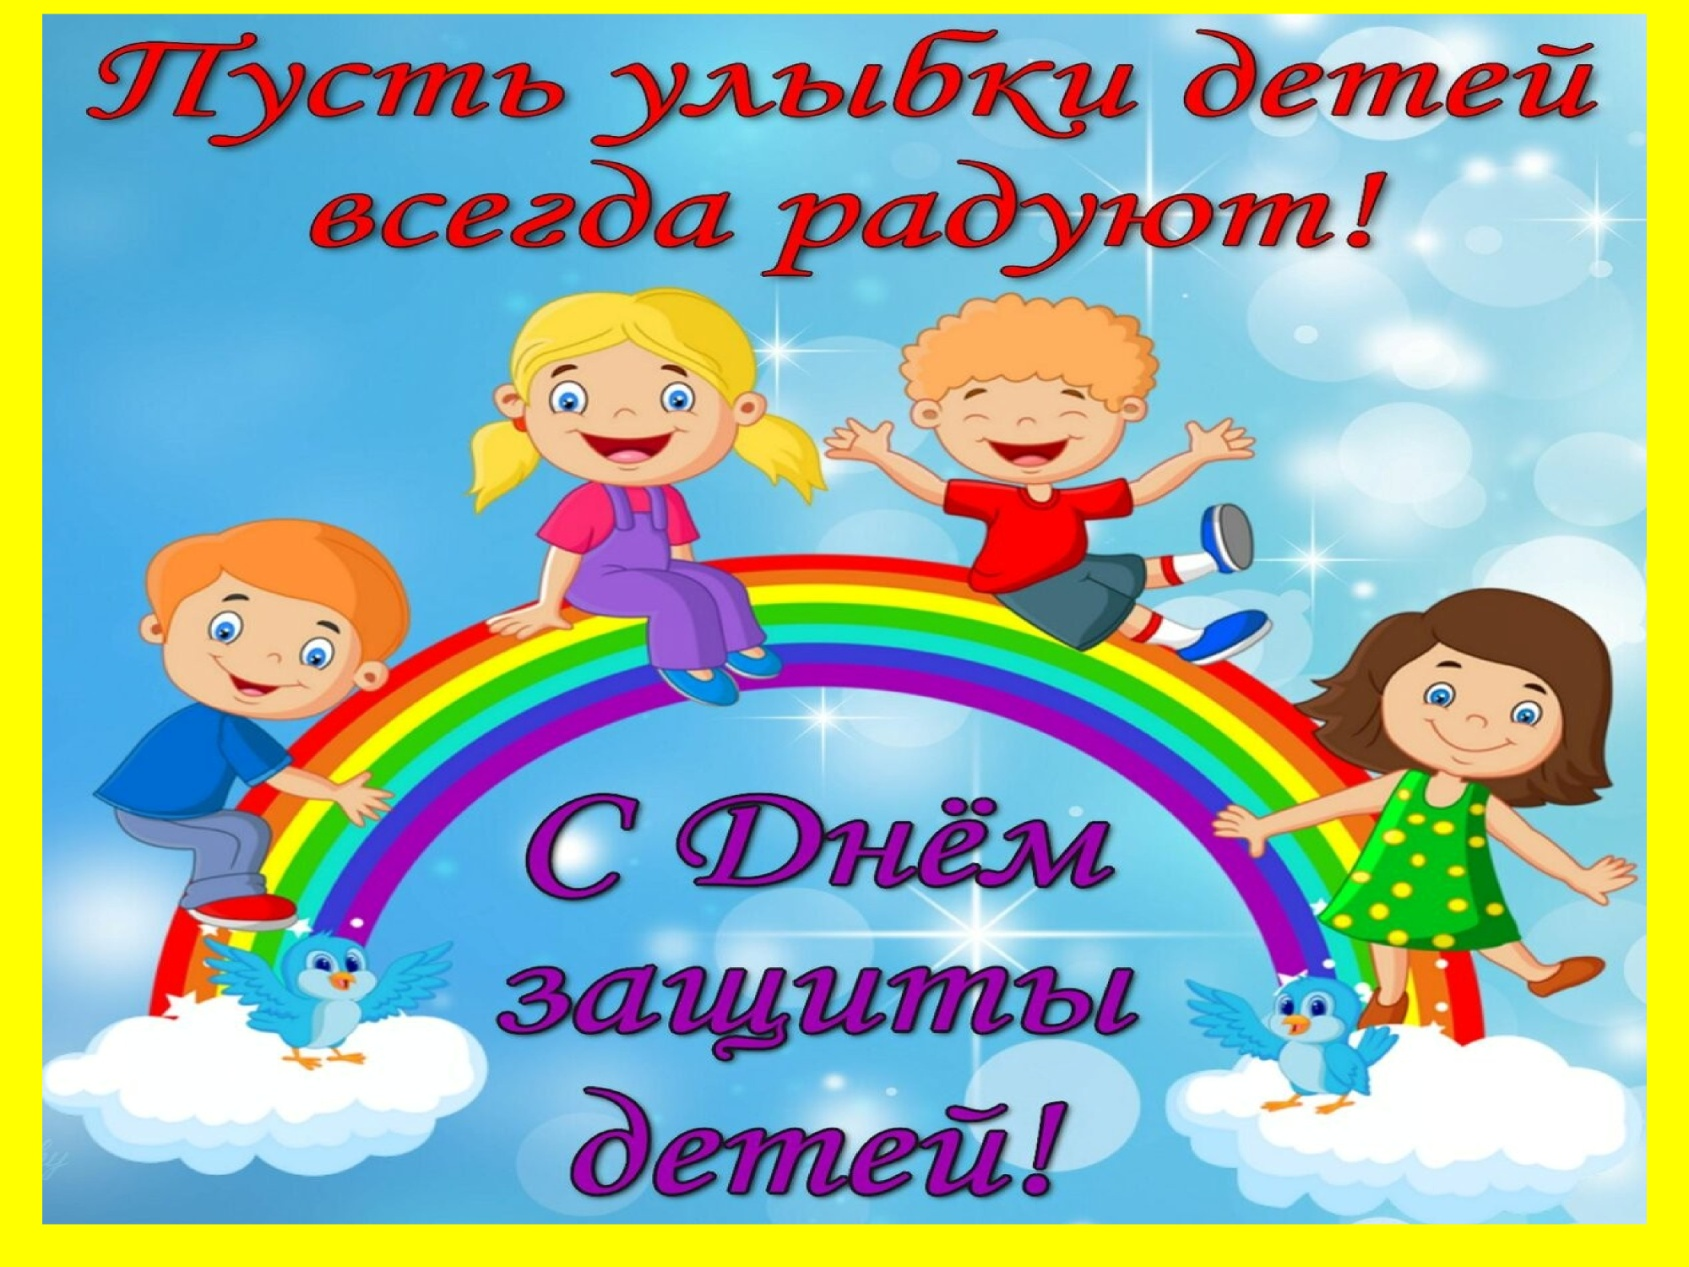 Пусть улыбки детей
всегда радуют!
С Днём
защиты
детей!